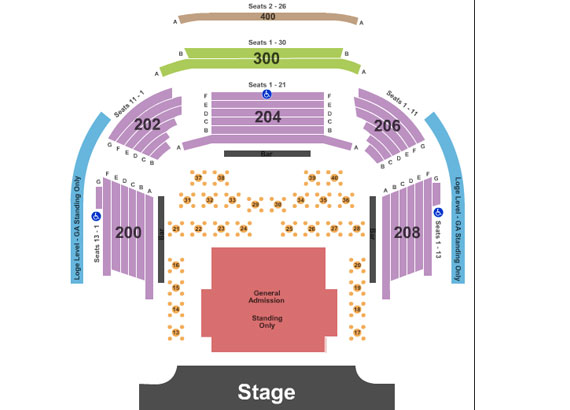 Seats 2 - 26
A 400 A
Seats 1 - 30
B B
A 300 A
Seats 11 - 1
Seats 1 - 21
Seats 1 - 11
F F
E E
D 204 D
C C
B B
A A
202
G F E D C B A
206
A B C D E F G
Bar
Loge Level - GA Standing Only
Loge Level - GA Standing Only
37 38 39 40
31 32 33 29 30 34 35 36
21 22 23 24 25 26 27 28
G F E D C B A
200
Seats 13 - 1
Bar
Bar
A B C D E F G
208
Seats 1 - 13
16 20
15 19
14 18
13 17
General
Admission
Standing
Only
Stage